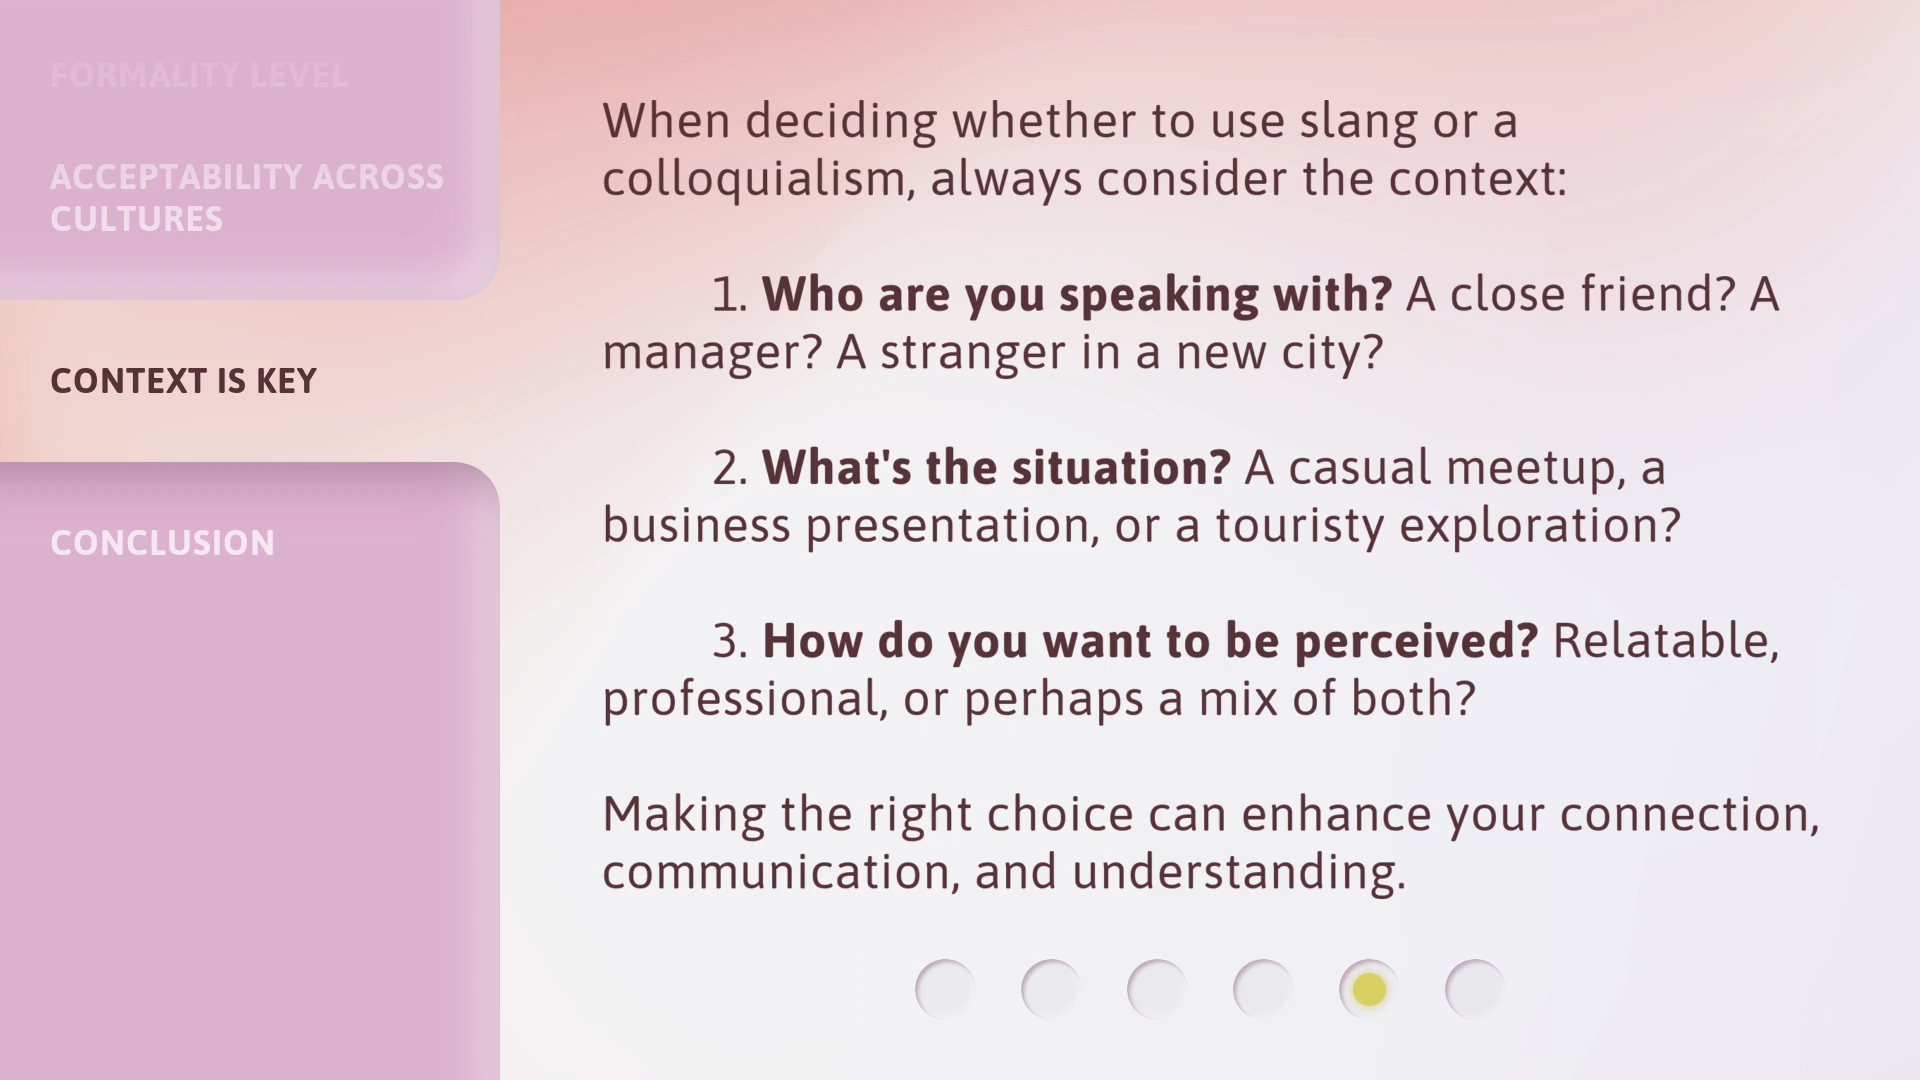 FORMALITY LEVEL
ACCEPTABILITY ACROSS
CULTURES
CONTEXT IS KEY
CONCLUSION
When deciding whether to use slang or a
colloquialism, always consider the context:
1. Who are you speaking with? A close friend? A
manager? A stranger in a new city?
2. What's the situation? A casual meetup, a
business presentation, or a touristy exploration?
3. How do you want to be perceived? Relatable,
professional, or perhaps a mix of both?
Making the right choice can enhance your connection,
communication, and understanding.